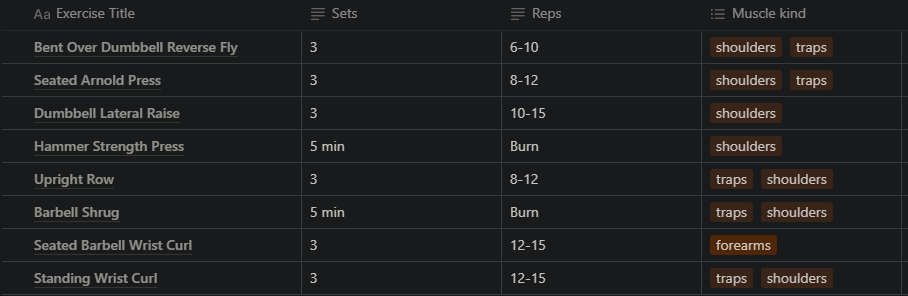 Aa Exercise Title Sets Reps Muscle kind
Bent Over Dumbbell Reverse Fly 3 6-10 shoulders traps
Seated Arnold Press 3 8-12 shoulders traps
Dumbbell Lateral Raise 3 10-15 shoulders
Hammer Strength Press 5 min Burn shoulders
Upright Row 3 8-12 traps shoulders
Barbell Shrug 5 min Burn traps shoulders
Seated Barbell Wrist Curl 3 12-15 forearms
Standing Wrist Curl 3 12-15 traps shoulders